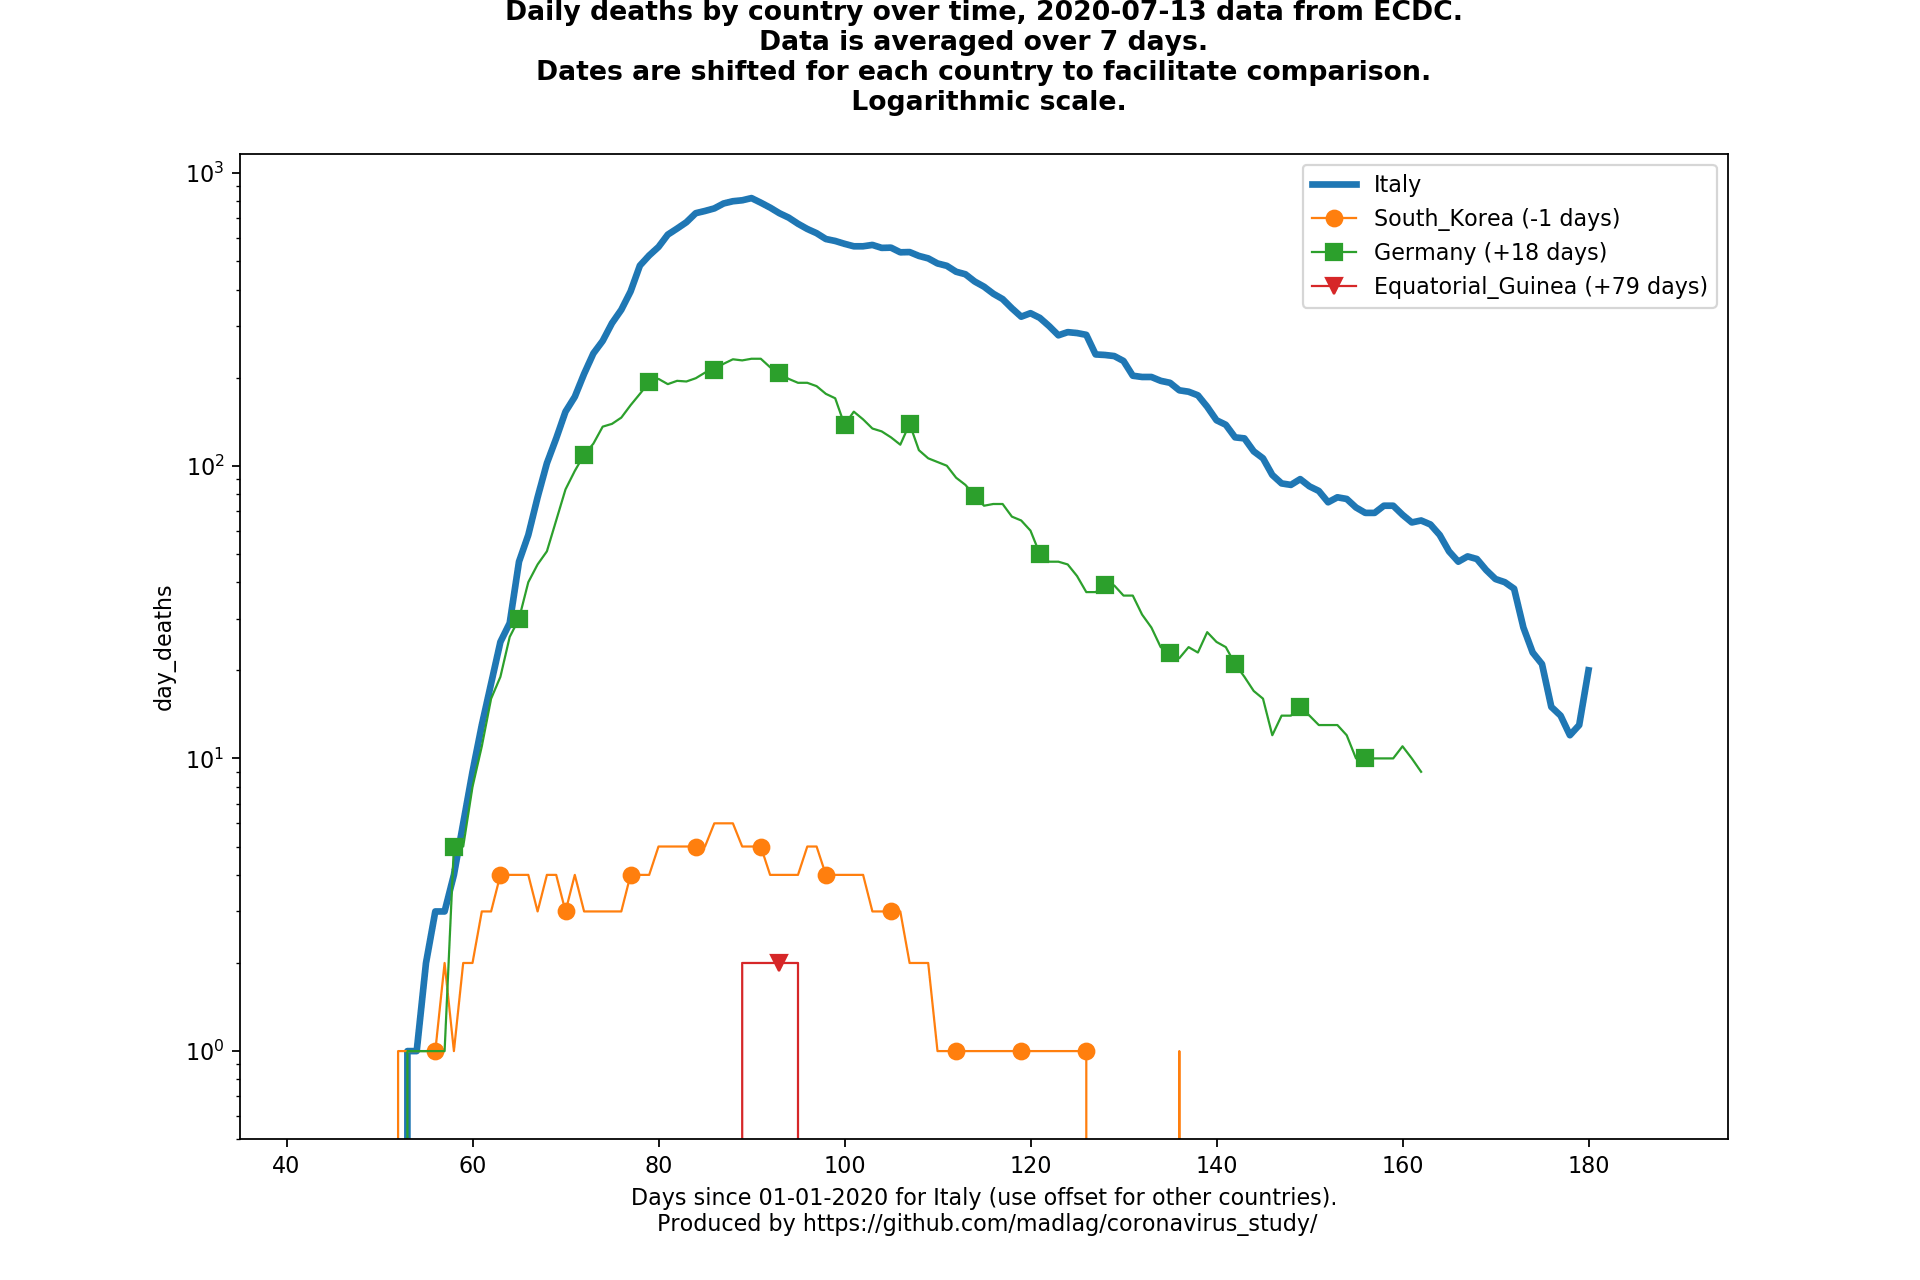 Daily deaths by country over time, 2020-07-13 data from ECDC.
Data is averaged over 7 days.
Dates are shifted for each country to facilitate comparison.
Logarithmic scale.
10³
10²
10¹
10⁰
day_deaths
Italy
South_Korea (-1 days)
Germany (+18 days)
Equatorial_Guinea (+79 days)
40 60 80 100 120 140 160 180
Days since 01-01-2020 for Italy (use offset for other countries).
Produced by https://github.com/madlag/coronavirus_study/